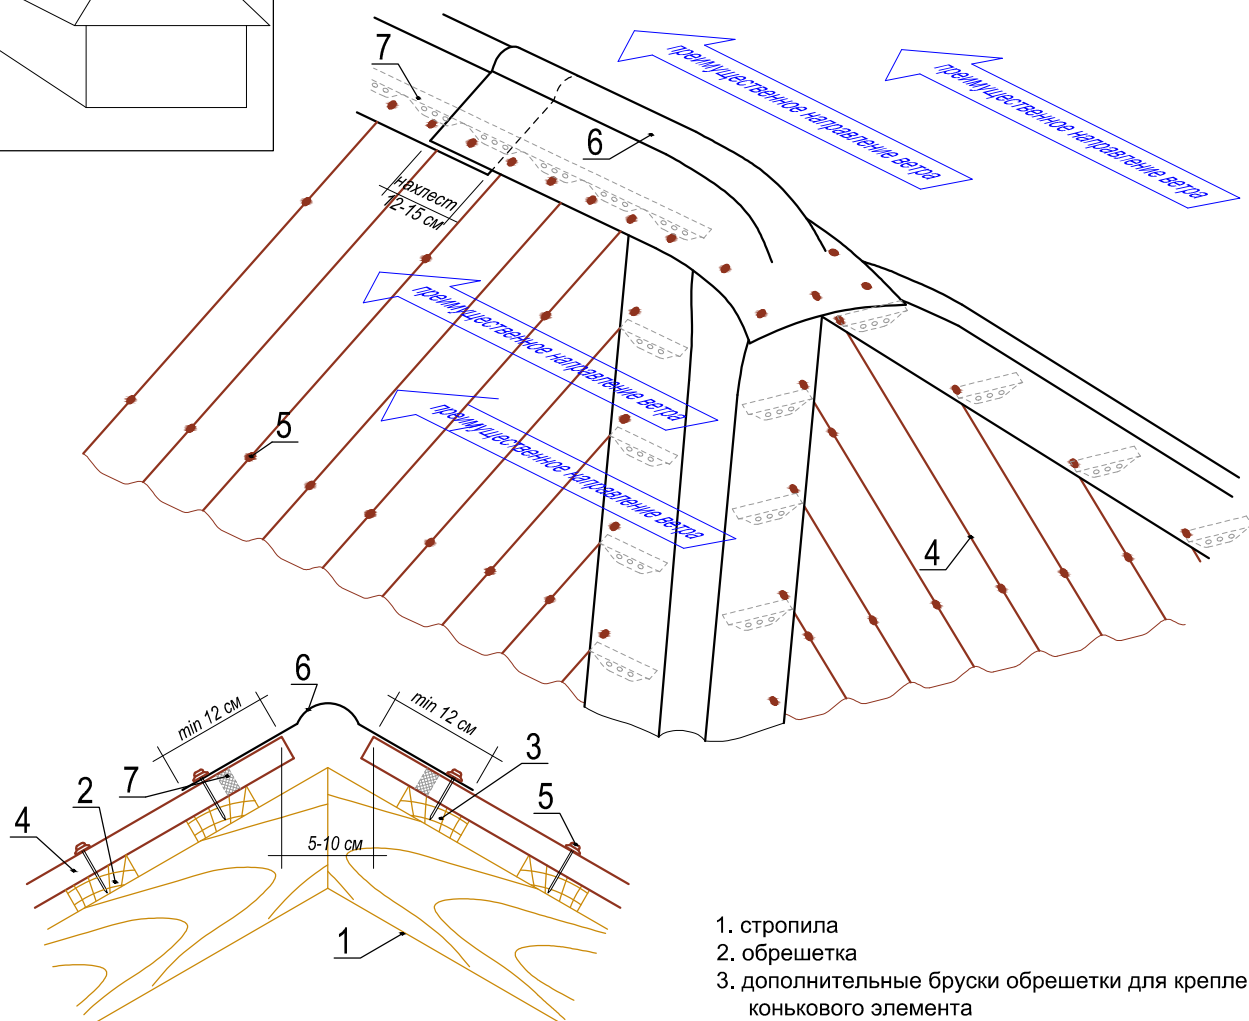 7
6
преимущественное направление ветра
преимущественное направление ветра
нахлест
12-15 см
преимущественное направление ветра
преимущественное направление ветра
5
4
6
min 12 см
min 12 см
7
3
2
5
4
5-10 см
1
1. стропила
2. обрешетка
3. дополнительные бруски обрешетки для крепле
конькового элемента